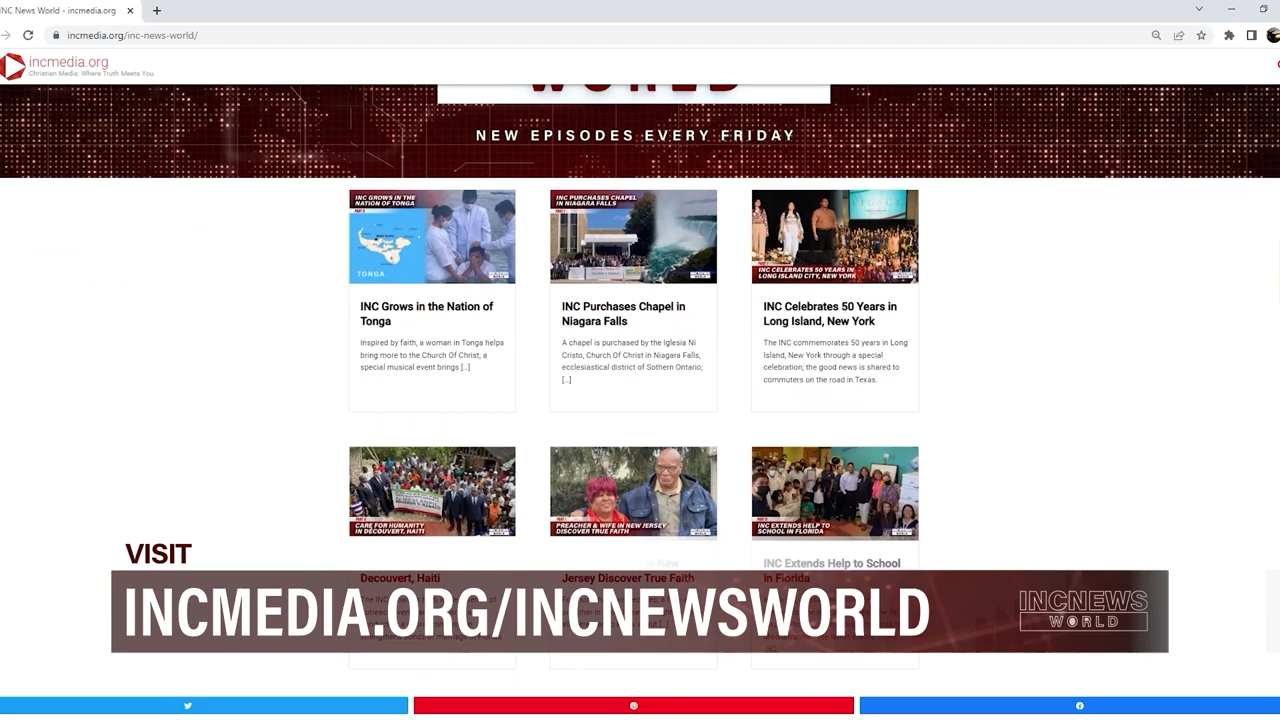 INC News World - incmedia.org
incmedia.org/inc-news-world/
incmedia.org
Christian Media: Where Truth Meets You
WORLD
NEW EPISODES EVERY FRIDAY
INC GROWS IN THE
NATION OF TONGA
TONGA
INC PURCHASES CHAPEL
IN NIAGARA FALLS
INC CELEBRATES 50 YEARS IN
LONG ISLAND CITY, NEW YORK
INC Grows in the Nation of
Tonga
Inspired by faith, a woman in Tonga helps
bring more to the Church Of Christ; a
special musical event brings [...]
INC Purchases Chapel in
Niagara Falls
A chapel is purchased by the Iglesia Ni
Cristo, Church Of Christ in Niagara Falls,
ecclesiastical district of Sothern Ontario;
[...]
INC Celebrates 50 Years in
Long Island, New York
The INC commemorates 50 years in Long
Island, New York through a special
celebration; the good news is shared to
commuters on the road in Texas.
CARE FOR HUMANITY
IN DECOUVERT, HAITI
PREACHER & WIFE IN NEW JERSEY
DISCOVER TRUE FAITH
INC EXTENDS HELP TO
SCHOOL IN FLORIDA
Decouvert, Haiti
New
Jersey Discover True Faith
INC Extends Help to School
in Florida
VISIT
INCMEDIA.ORG/INCNEWSWORLD
INCNEWS
WORLD